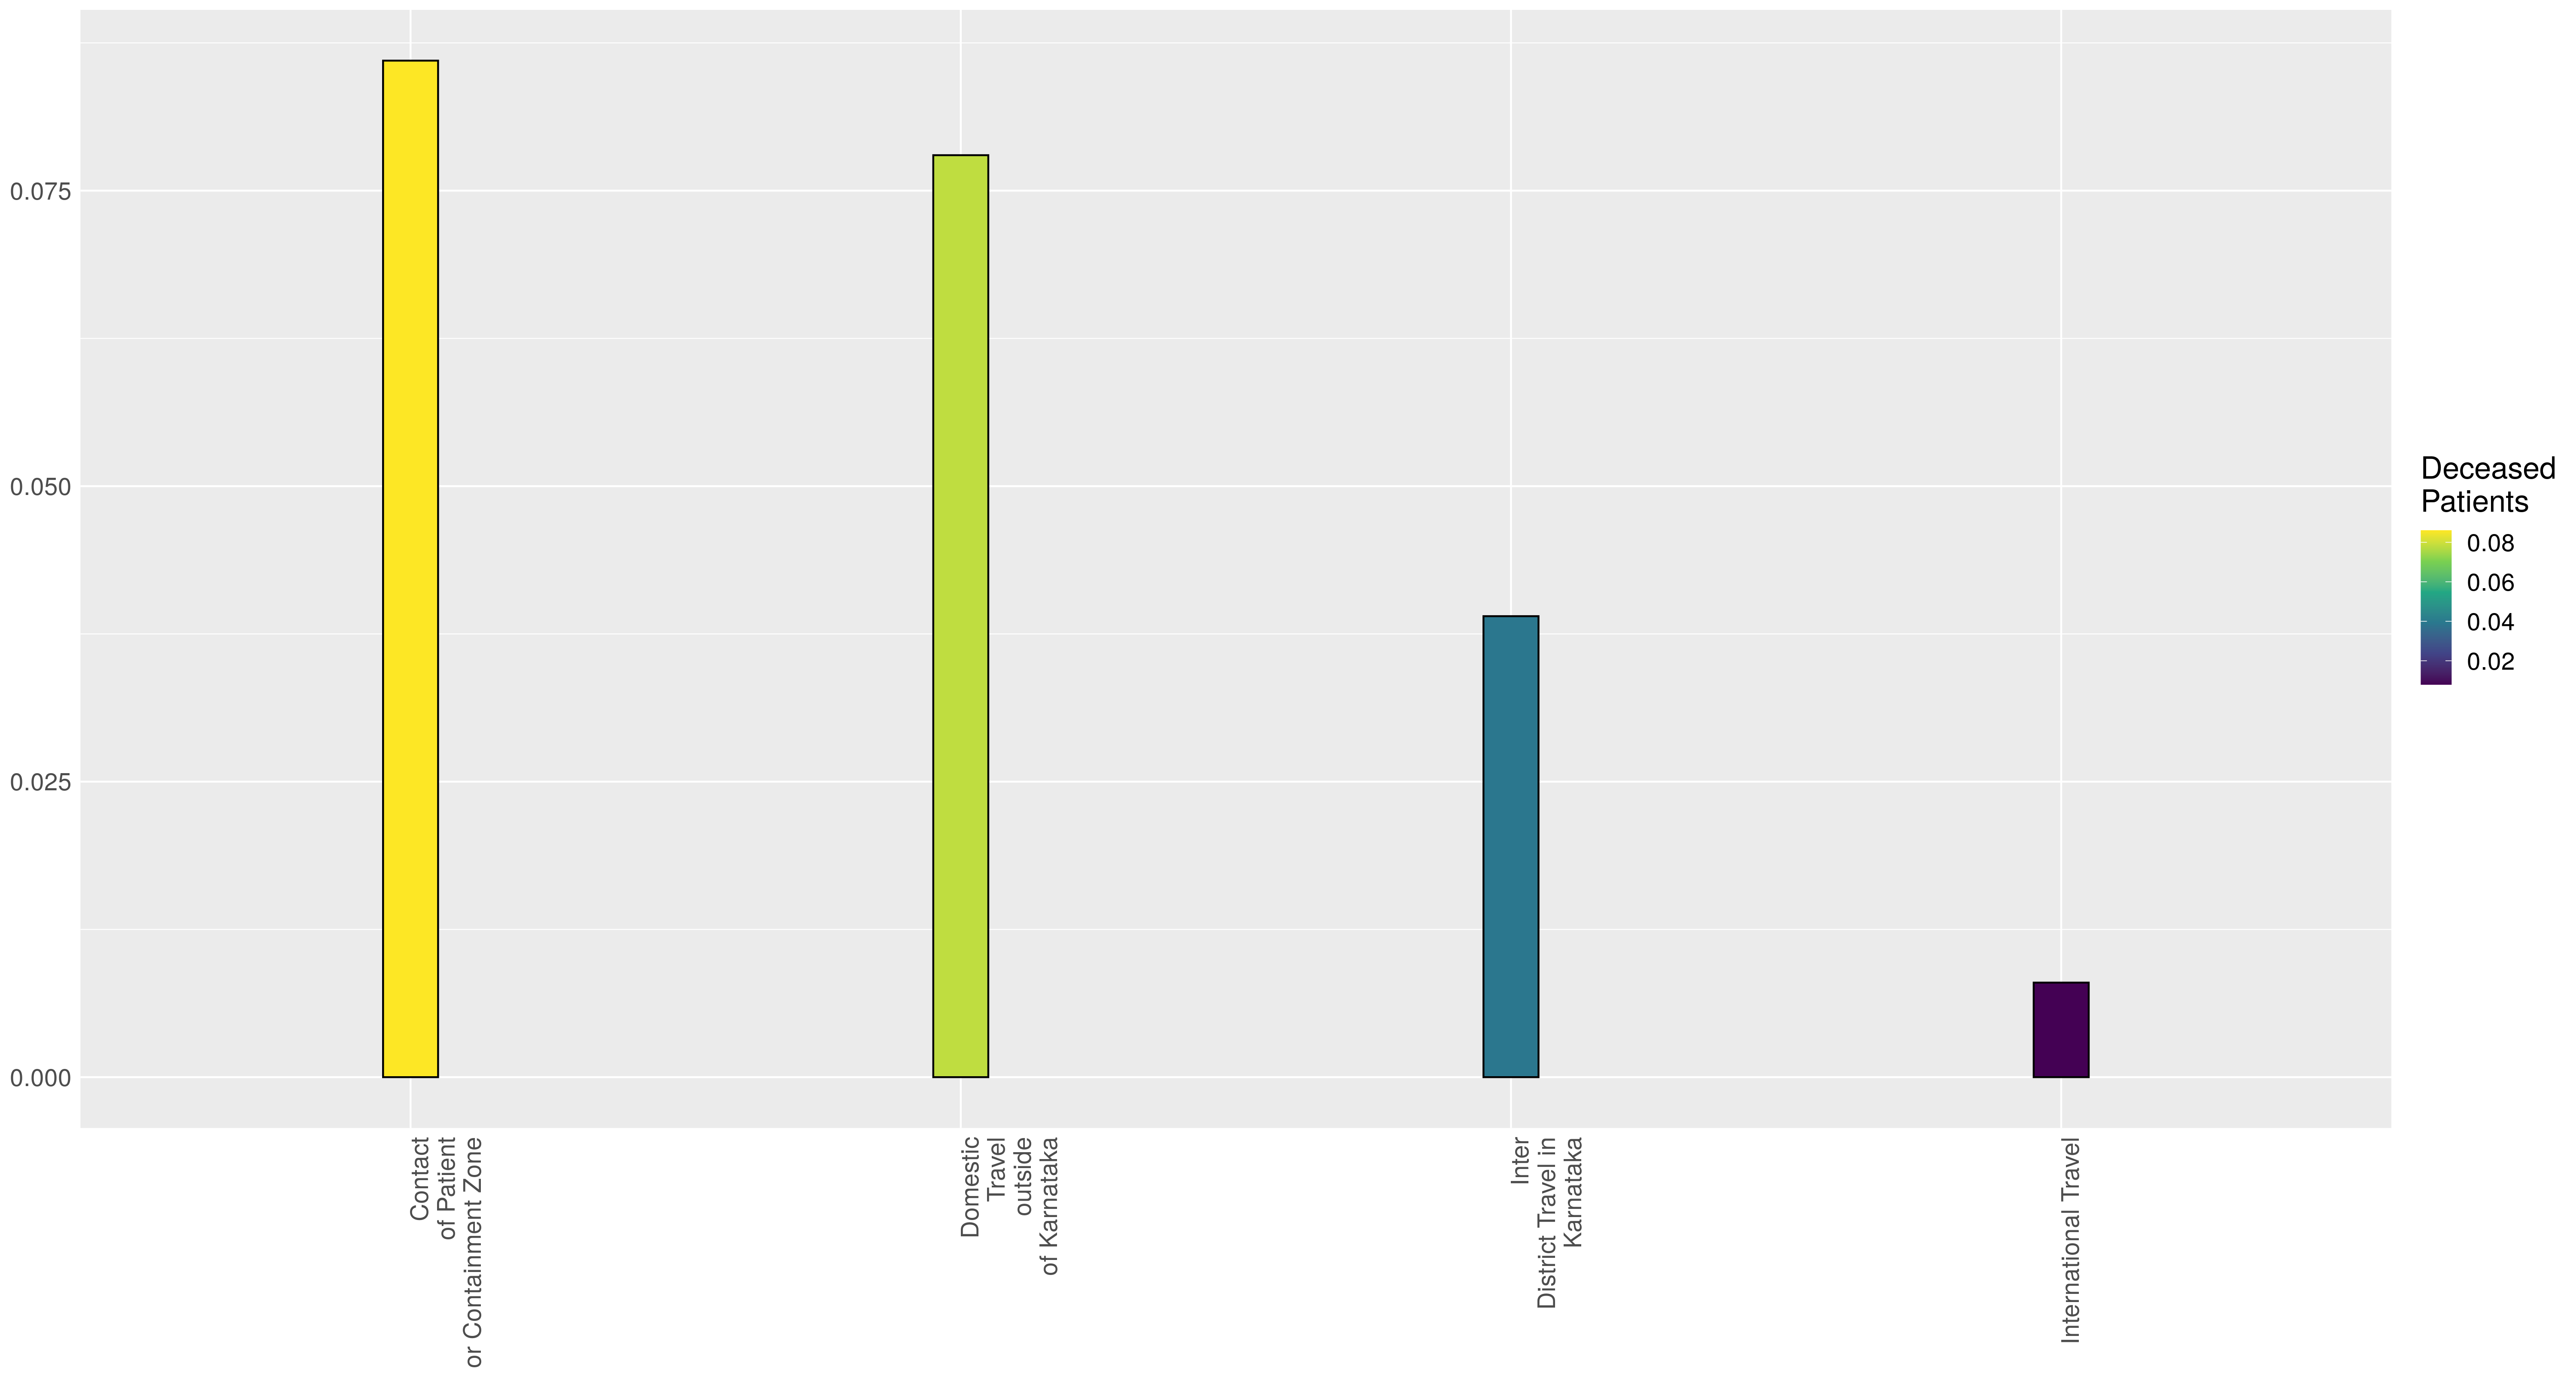 0.075
0.050
0.025
0.000
Contact
of Patient
or Containment Zone
Domestic
Travel
outside
of Karnataka
Inter
District Travel in
Karnataka
International Travel
Deceased
Patients
0.08
0.06
0.04
0.02